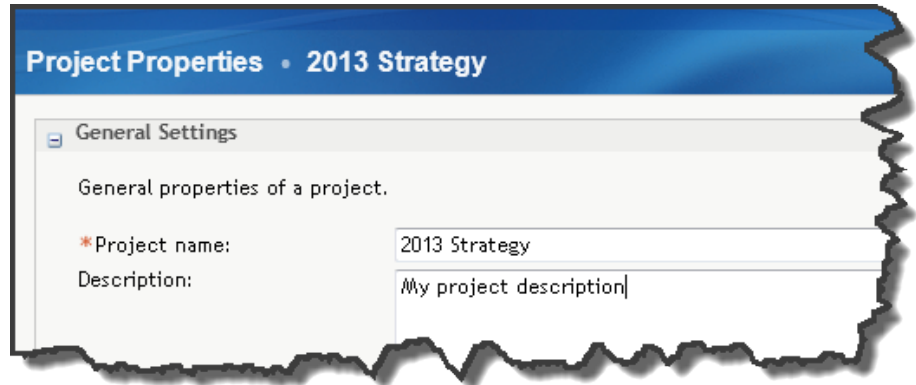 Project Properties • 2013 Strategy
General Settings
General properties of a project.
*Project name: 2013 Strategy
Description: My project description